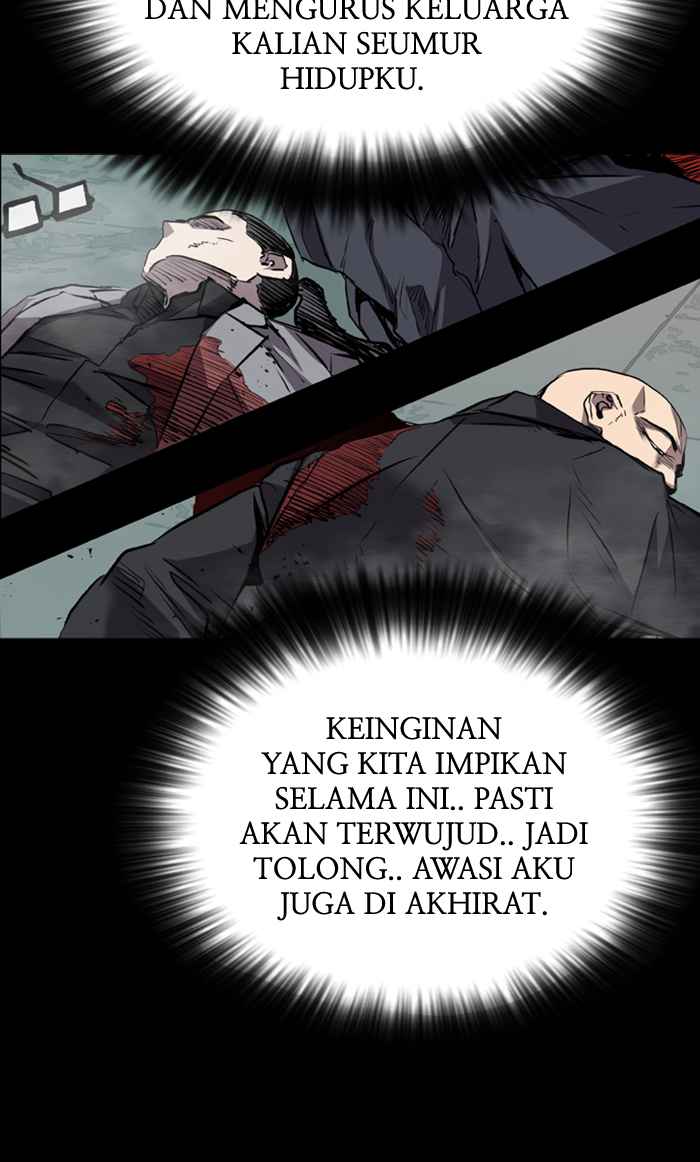 DAN MENGURUS KELUARGA
KALIAN SEUMUR
HIDUPKU.
KEINGINAN
YANG KITA IMPIKAN
SELAMA INI.. PASTI
AKAN TERWUJUD.. JADI
TOLONG.. AWASI AKU
JUGA DI AKHIRAT.